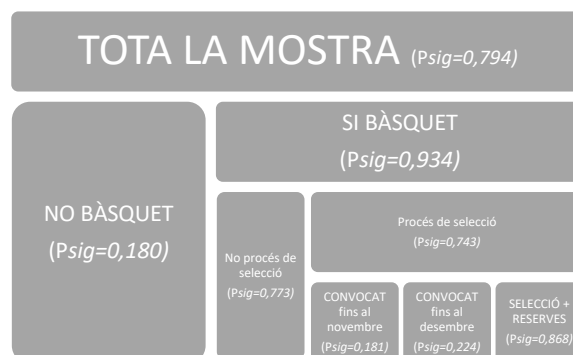 TOTA LA MOSTRA (Psig=0,794)
SI BÀSQUET
(Psig=0,934)
NO BÀSQUET
(Psig=0,180)
No procés de
selecció
(Psig=0,773)
Procés de selecció
(Psig=0,743)
CONVOCAT
fins al
novembre
(Psig=0,181)
CONVOCAT
fins al
desembre
(Psig=0,224)
SELECCIÓ +
RESERVES
(Psig=0,868)